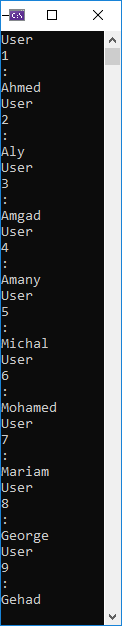 User
1
:
Ahmed
User
2
:
Aly
User
3
:
Amgad
User
4
:
Amany
User
5
:
Michal
User
6
:
Mohamed
User
7
:
Mariam
User
8
:
George
User
9
:
Gehad